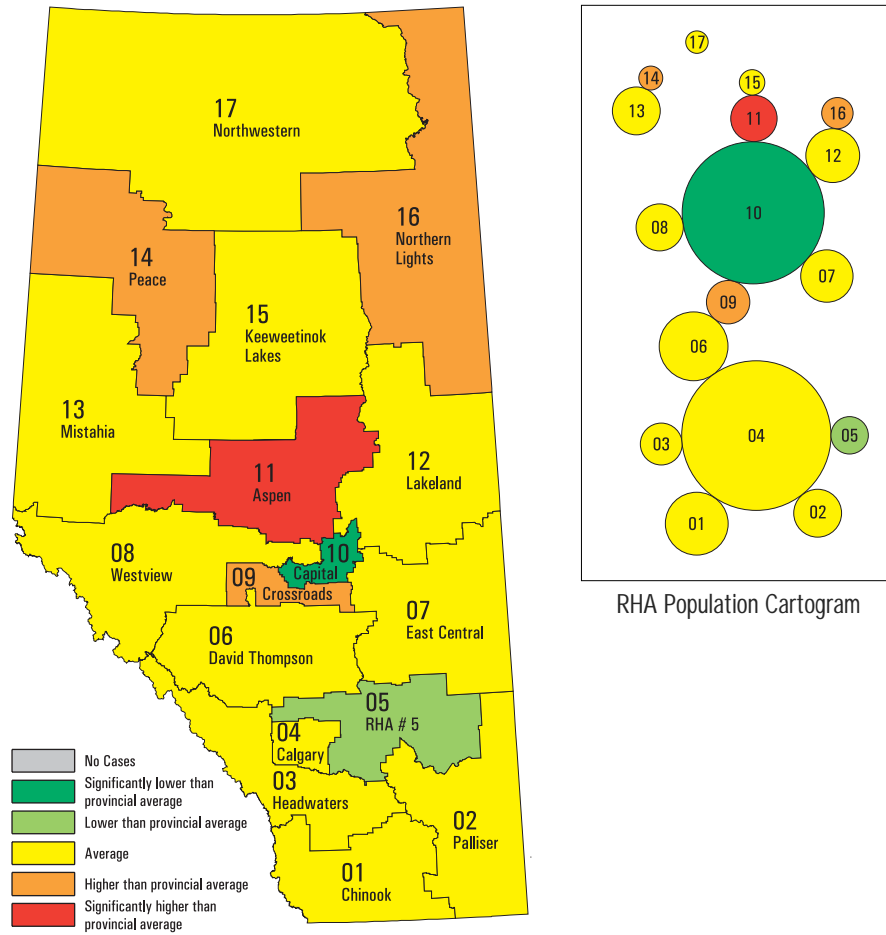 17
Northwestern
16
Northern
Lights
14
Peace
15
Keeweetinok
Lakes
13
Mistahia
11
Aspen
12
Lakeland
10
Capital
08
Westview
09
Crossroads
07
East Central
06
David Thompson
05
RHA # 5
04
Calgary
03
Headwaters
02
Palliser
01
Chinook
No Cases
Significantly lower than
provincial average
Lower than provincial average
Average
Higher than provincial average
Significantly higher than
provincial average
17
14
15
13
11
16
12
10
08
07
09
06
03
04
05
01
02
RHA Population Cartogram